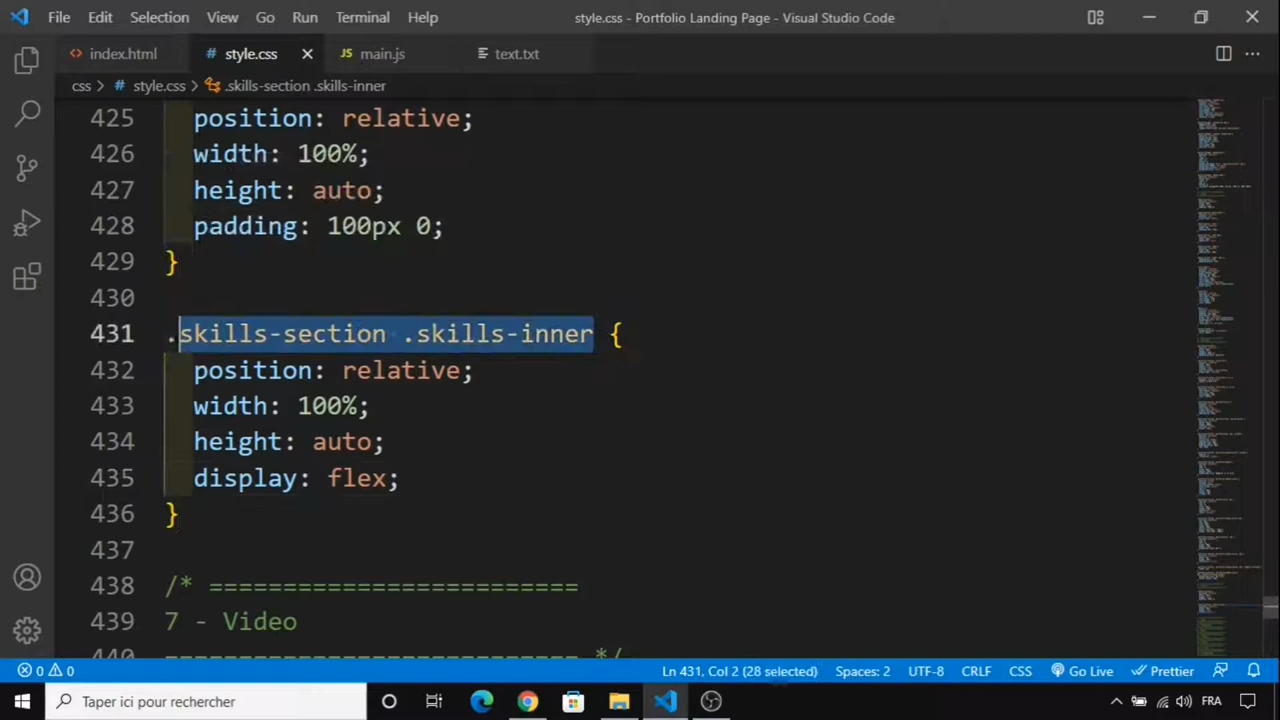 File Edit Selection View Go Run Terminal Help style.css - Portfolio Landing Page - Visual Studio Code
index.html # style.css JS main.js text.txt
css > # style.css > .skills-section .skills-inner
425 position: relative;
426 width: 100%;
427 height: auto;
428 padding: 100px 0;
429 }
430
431 .skills-section .skills-inner {
432 position: relative;
433 width: 100%;
434 height: auto;
435 display: flex;
436 }
437
438 /* =========================
439 7 - Video
440 ========================= */
0 0 Ln 431, Col 2 (28 selected) Spaces: 2 UTF-8 CRLF CSS Go Live Prettier
Taper ici pour rechercher FRA